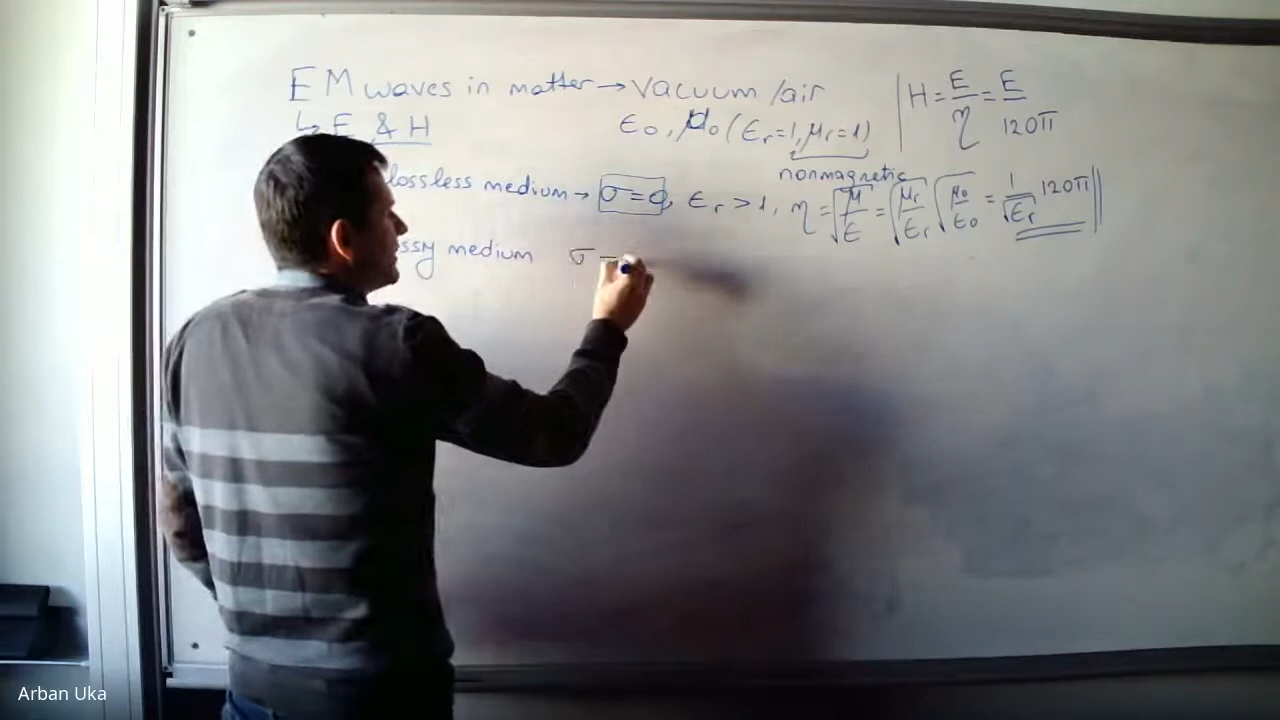 EM waves in matter → vacuum / air
↳ E & H
ε₀, μ₀ (εᵣ=1, μᵣ=1)
nonmagnetic
H = E/η = E/120π
lossless medium → σ = 0, εᵣ > 1, η = √(μ/ε) = √(μᵣ/εᵣ) √(μ₀/ε₀) = 1/√εᵣ 120π
medium σ
Arban Uka